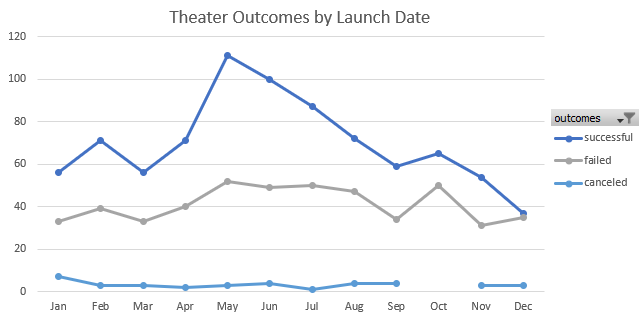 Theater Outcomes by Launch Date
120
100
80
60
40
20
0
Jan Feb Mar Apr May Jun Jul Aug Sep Oct Nov Dec
outcomes
successful
failed
canceled